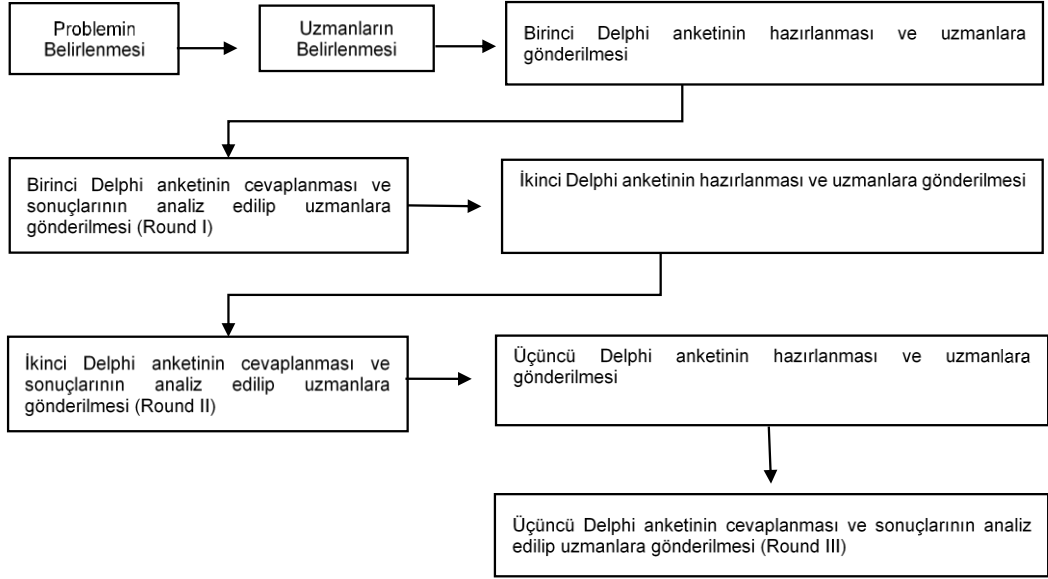 Problemin
Belirlenmesi
Uzmanların
Belirlenmesi
Birinci Delphi anketinin hazırlanması ve uzmanlara
gönderilmesi
Birinci Delphi anketinin cevaplanması ve
sonuçlarının analiz edilip uzmanlara
gönderilmesi (Round I)
İkinci Delphi anketinin hazırlanması ve uzmanlara gönderilmesi
İkinci Delphi anketinin cevaplanması ve
sonuçlarının analiz edilip uzmanlara
gönderilmesi (Round II)
Üçüncü Delphi anketinin hazırlanması ve uzmanlara
gönderilmesi
Üçüncü Delphi anketinin cevaplanması ve sonuçlarının analiz
edilip uzmanlara gönderilmesi (Round III)